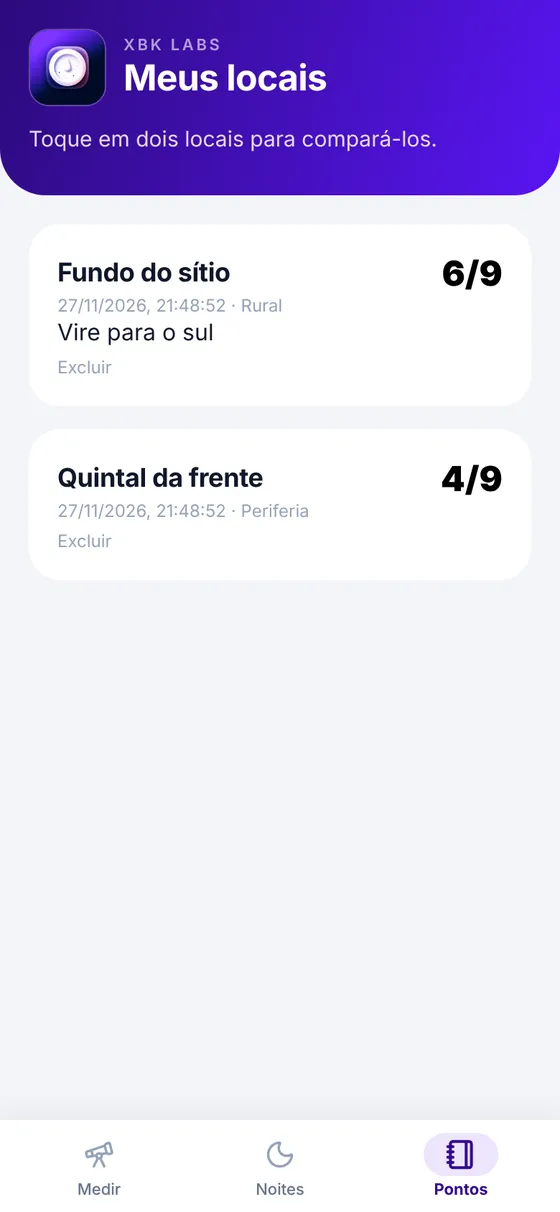 XBK LABS
Meus locais
Toque em dois locais para compará-los.
Fundo do sítio
6/9
27/11/2026, 21:48:52 · Rural
Vire para o sul
Excluir
Quintal da frente
4/9
27/11/2026, 21:48:52 · Periferia
Excluir
Medir
Noites
Pontos